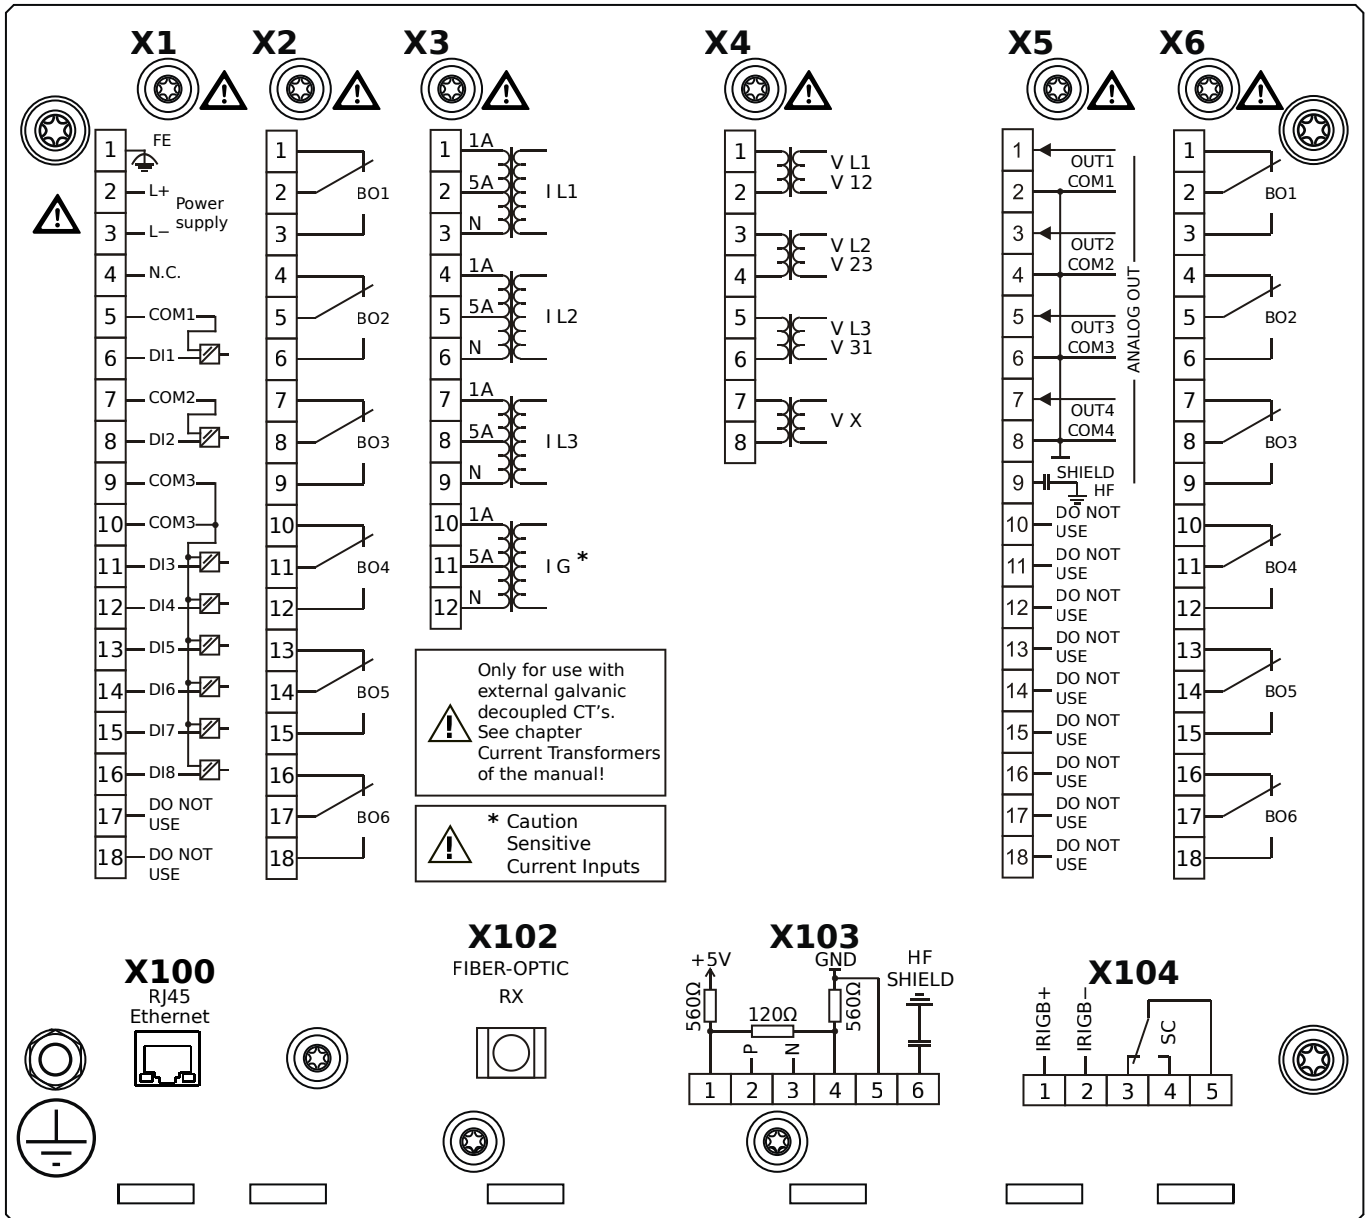 X1
X2
X3
X4
X5
X6
1 FE
2 L+
Power
supply
3 L−
4 N.C.
5 COM1
6 DI1
7 COM2
8 DI2
9 COM3
10 COM3
11 DI3
12 DI4
13 DI5
14 DI6
15 DI7
16 DI8
17 DO NOT
USE
18 DO NOT
USE
1
2 BO1
3
4
5 BO2
6
7
8 BO3
9
10
11 BO4
12
13
14 BO5
15
16
17 BO6
18
1 1A
2 5A I L1
3 N
4 1A
5 5A I L2
6 N
7 1A
8 5A I L3
9 N
10 1A
11 5A I G *
12 N
Only for use with
external galvanic
decoupled CT's.
See chapter
Current Transformers
of the manual!
* Caution
Sensitive
Current Inputs
1 V L1
2 V 12
3 V L2
4 V 23
5 V L3
6 V 31
7 V X
8
1 OUT1
2 COM1
3 OUT2
4 COM2
5 OUT3
6 COM3
7 OUT4
8 COM4
ANALOG OUT
9 SHIELD
HF
10 DO NOT
USE
11 DO NOT
USE
12 DO NOT
USE
13 DO NOT
USE
14 DO NOT
USE
15 DO NOT
USE
16 DO NOT
USE
17 DO NOT
USE
18 DO NOT
USE
1
2 BO1
3
4
5 BO2
6
7
8 BO3
9
10
11 BO4
12
13
14 BO5
15
16
17 BO6
18
X100
RJ45
Ethernet
X102
FIBER-OPTIC
RX
X103
+5V
GND
HF
SHIELD
560Ω
120Ω
560Ω
P
N
1 2 3 4 5 6
X104
IRIGB+
IRIGB−
SC
1 2 3 4 5